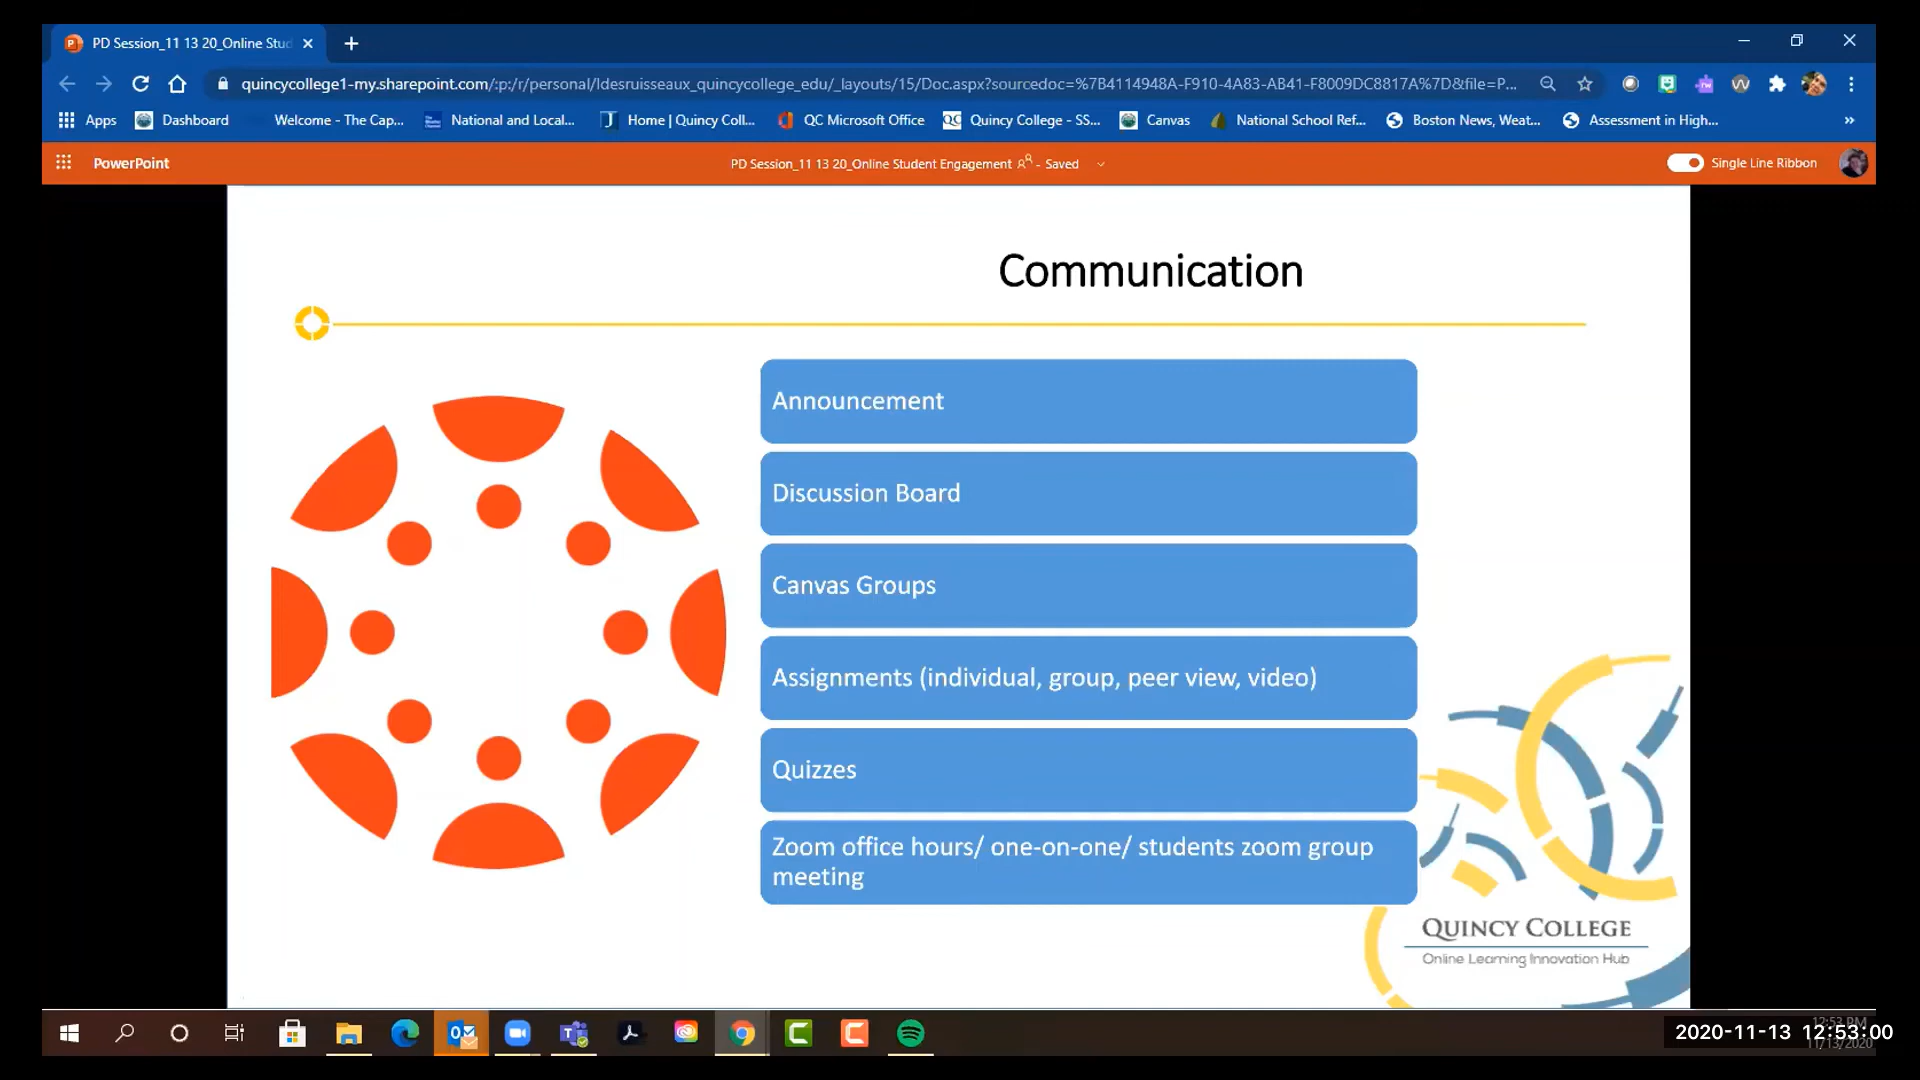 PD Session_11 13 20_Online Stud
quincycollege1-my.sharepoint.com/:p:/r/personal/ldesruisseaux_quincycollege_edu/_layouts/15/Doc.aspx?sourcedoc=%7B4114948A-F910-4A83-AB41-F8009DC8817A%7D&file=P...
Apps Dashboard Welcome - The Cap... National and Local... Home | Quincy Coll... QC Microsoft Office Quincy College - SS... Canvas National School Ref... Boston News, Weat... Assessment in High...
PowerPoint PD Session_11 13 20_Online Student Engagement - Saved Single Line Ribbon
Communication
Announcement
Discussion Board
Canvas Groups
Assignments (individual, group, peer view, video)
Quizzes
Zoom office hours/ one-on-one/ students zoom group
meeting
QUINCY COLLEGE
Online Learning Innovation Hub
2020-11-13 12:53:00
11/13/2020